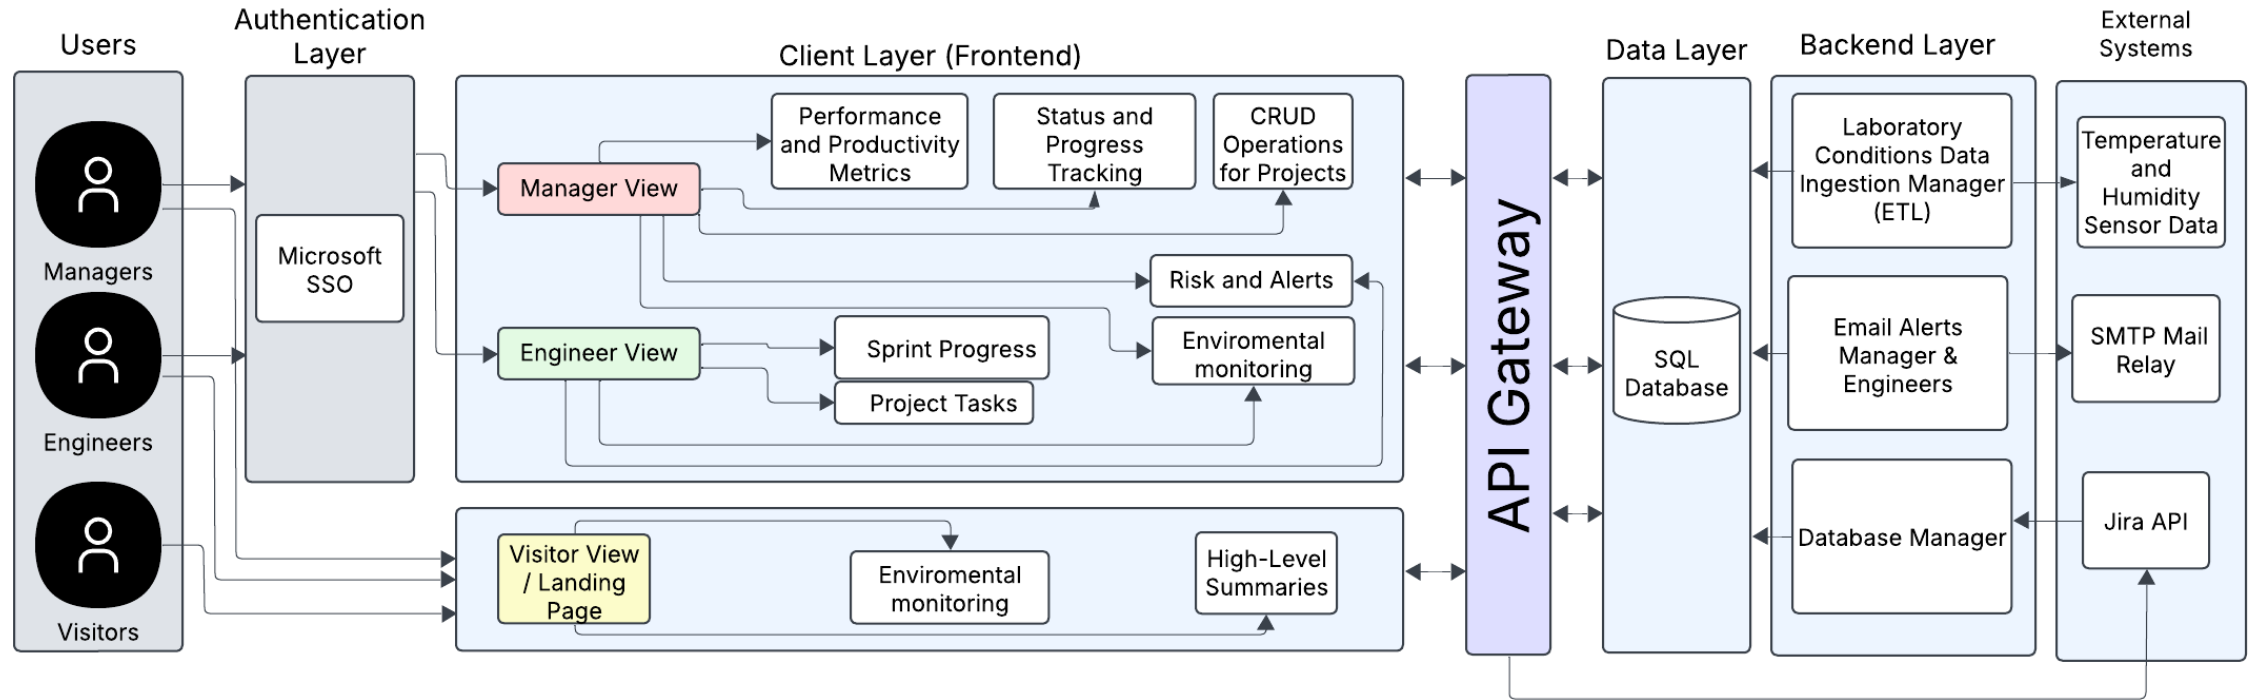 Users
Managers
Engineers
Visitors
Authentication
Layer
Microsoft
SSO
Client Layer (Frontend)
Manager View
Performance
and Productivity
Metrics
Status and
Progress
Tracking
CRUD
Operations
for Projects
Risk and Alerts
Engineer View
Sprint Progress
Project Tasks
Enviromental
monitoring
Visitor View
/ Landing
Page
Enviromental
monitoring
High-Level
Summaries
API Gateway
Data Layer
SQL
Database
Backend Layer
Laboratory
Conditions Data
Ingestion Manager
(ETL)
Email Alerts
Manager &
Engineers
Database Manager
External
Systems
Temperature
and
Humidity
Sensor Data
SMTP Mail
Relay
Jira API